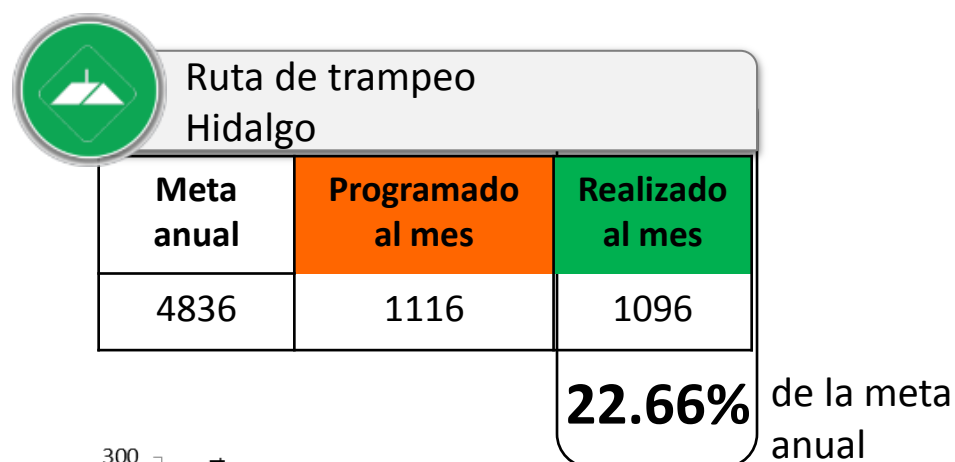 Ruta de trampeo
Hidalgo
Meta anual
Programado al mes
Realizado al mes
4836
1116
1096
22.66%
de la meta
anual
300